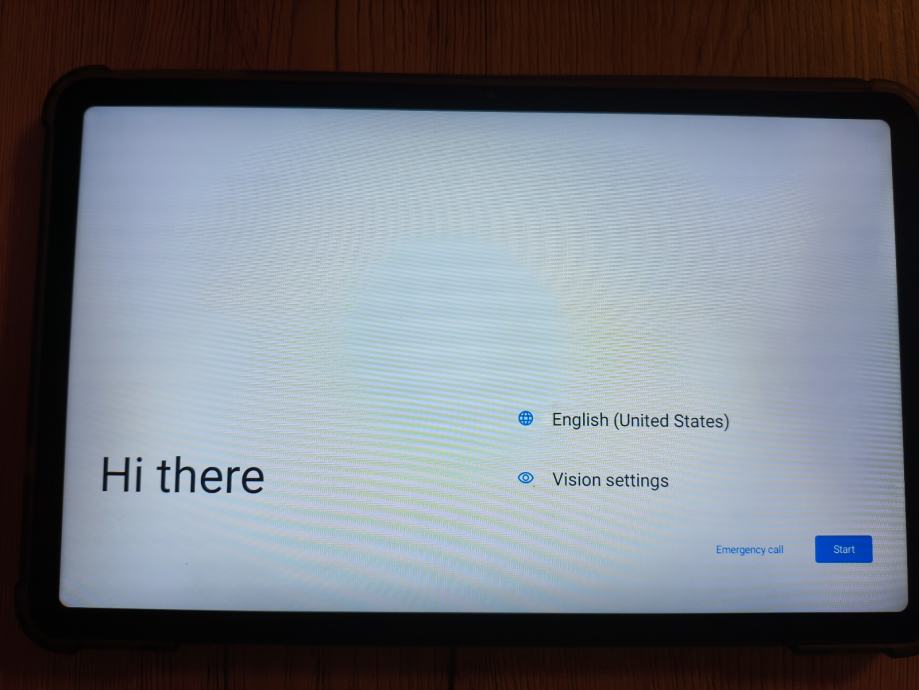 English (United States)
Hi there
Vision settings
Emergency call
Start